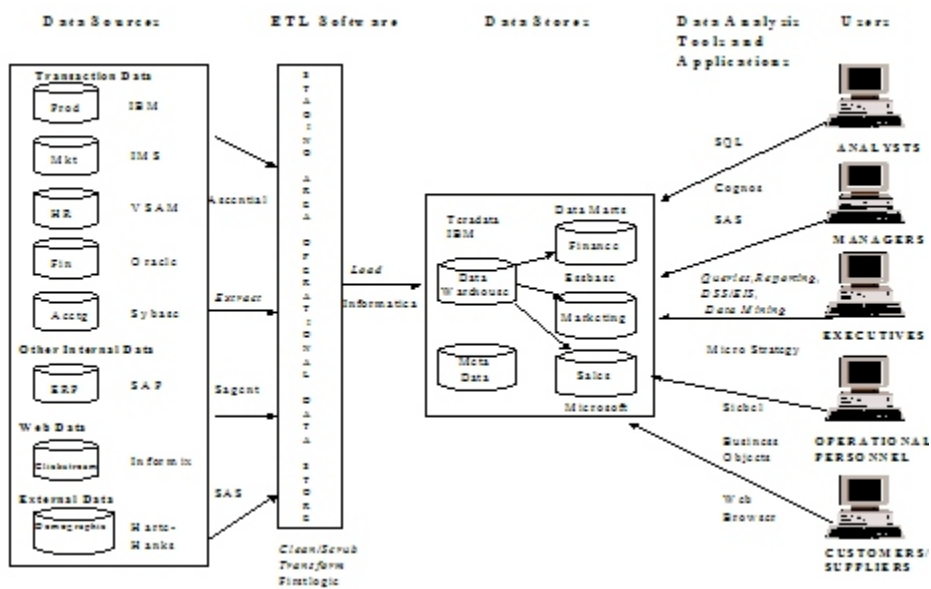 Data Sources
ETL Software
Data Stores
Data Analysis
Tools and
Applications
Users
Transaction Data
Prod
IBM
Mkt
IMS
HR
VSAM
Fin
Oracle
Acctg
Sybase
Other Internal Data
ERP
SAP
Web Data
Clickstream
Informix
External Data
Demographic
Harte-
Hanks
Ascential
Extract
Sagent
SAS
STAGING AREA OPERATIONAL DATA STORE
Clean/Scrub
Transform
Firstlogic
Load
Informatica
Teradata
IBM
Data
Warehouse
Meta
Data
Data Marts
Finance
Essbase
Marketing
Sales
Microsoft
SQL
Cognos
SAS
Queries,Reporting,
DSS/EIS,
Data Mining
Micro Strategy
Siebel
Business
Objects
Web
Browser
ANALYSTS
MANAGERS
EXECUTIVES
OPERATIONAL
PERSONNEL
CUSTOMERS/
SUPPLIERS